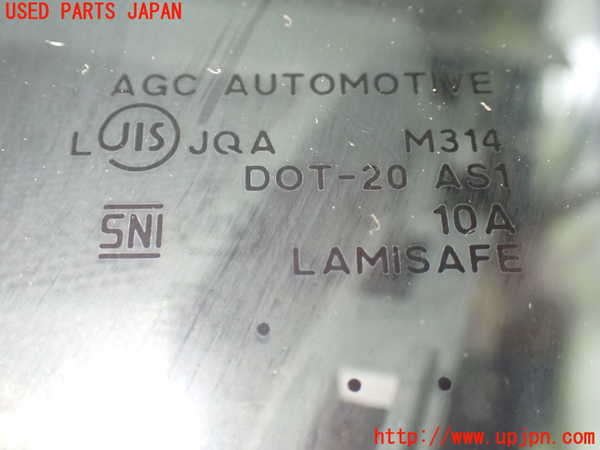 USED PARTS JAPAN
AGC AUTOMOTIVE
L JIS JQA M314
DOT-20 AS1
SNI 10A
LAMISAFE
http://www.upjpn.com/